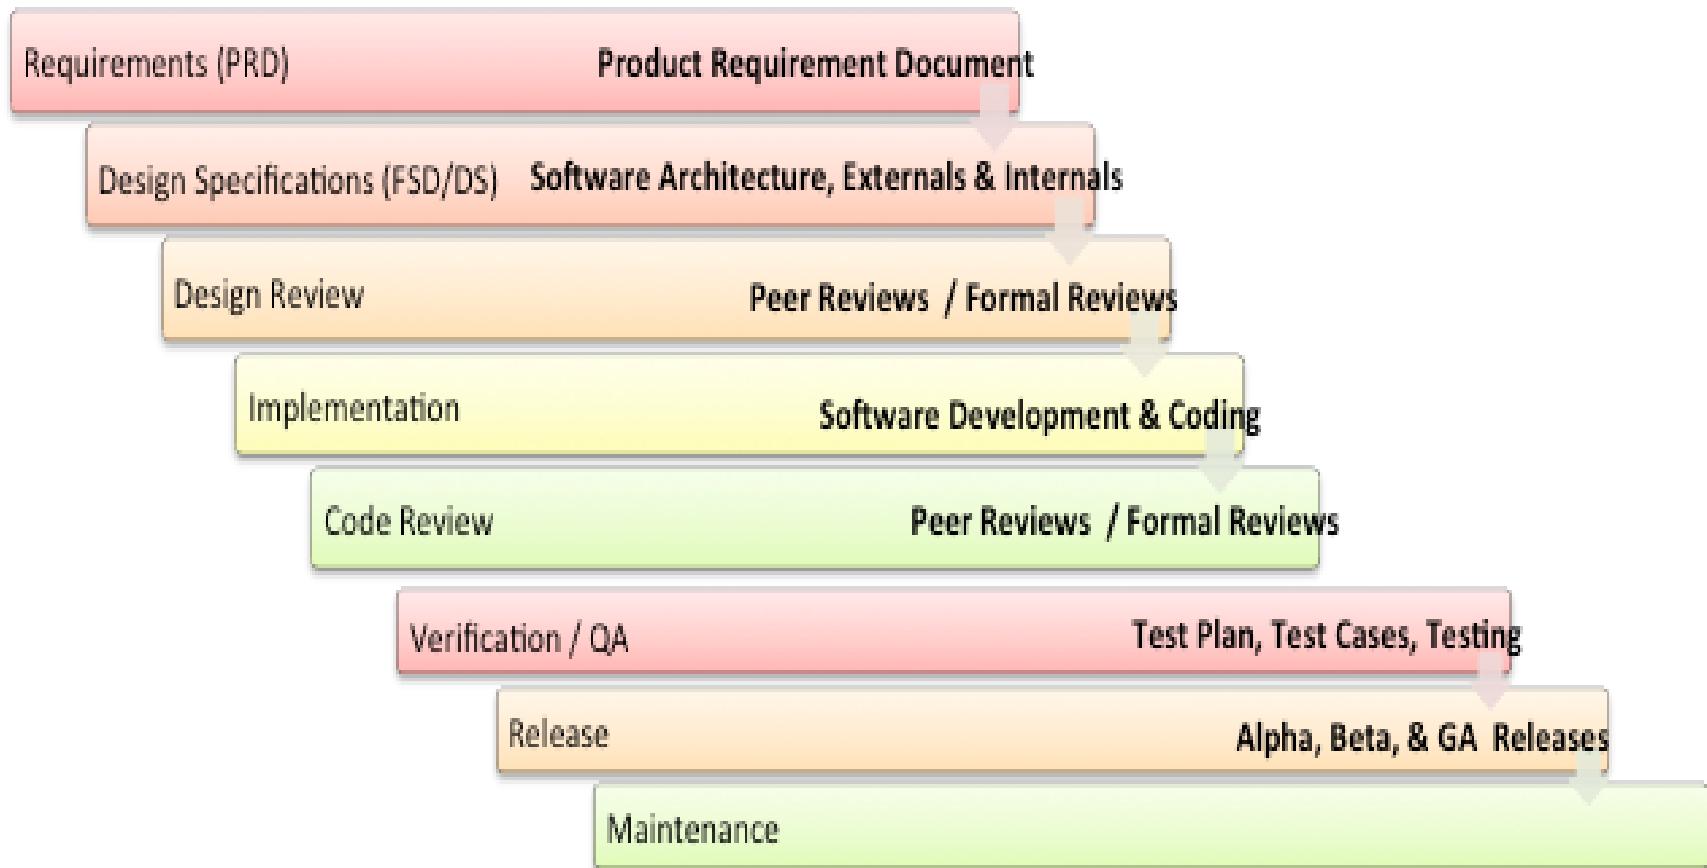 Requirements (PRD) Product Requirement Document
Design Specifications (FSD/DS) Software Architecture, Externals & Internals
Design Review Peer Reviews / Formal Reviews
Implementation Software Development & Coding
Code Review Peer Reviews / Formal Reviews
Verification / QA Test Plan, Test Cases, Testing
Release Alpha, Beta, & GA Releases
Maintenance